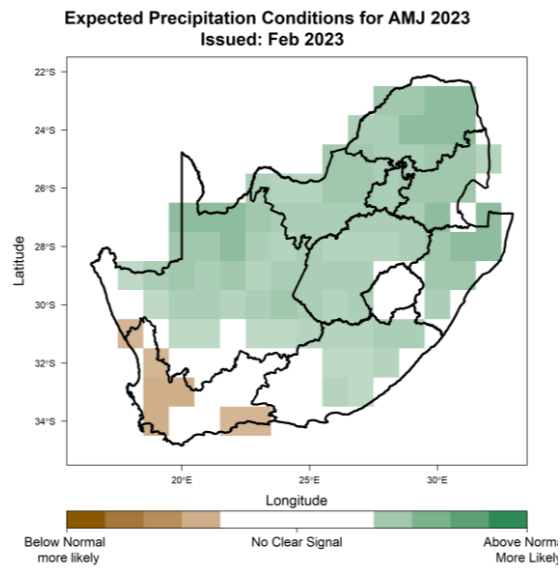 Expected Precipitation Conditions for AMJ 2023
Issued: Feb 2023
22°S
24°S
26°S
28°S
30°S
32°S
34°S
Latitude
20°E
25°E
30°E
Longitude
Below Normal
more likely
No Clear Signal
Above Norma
More Likely